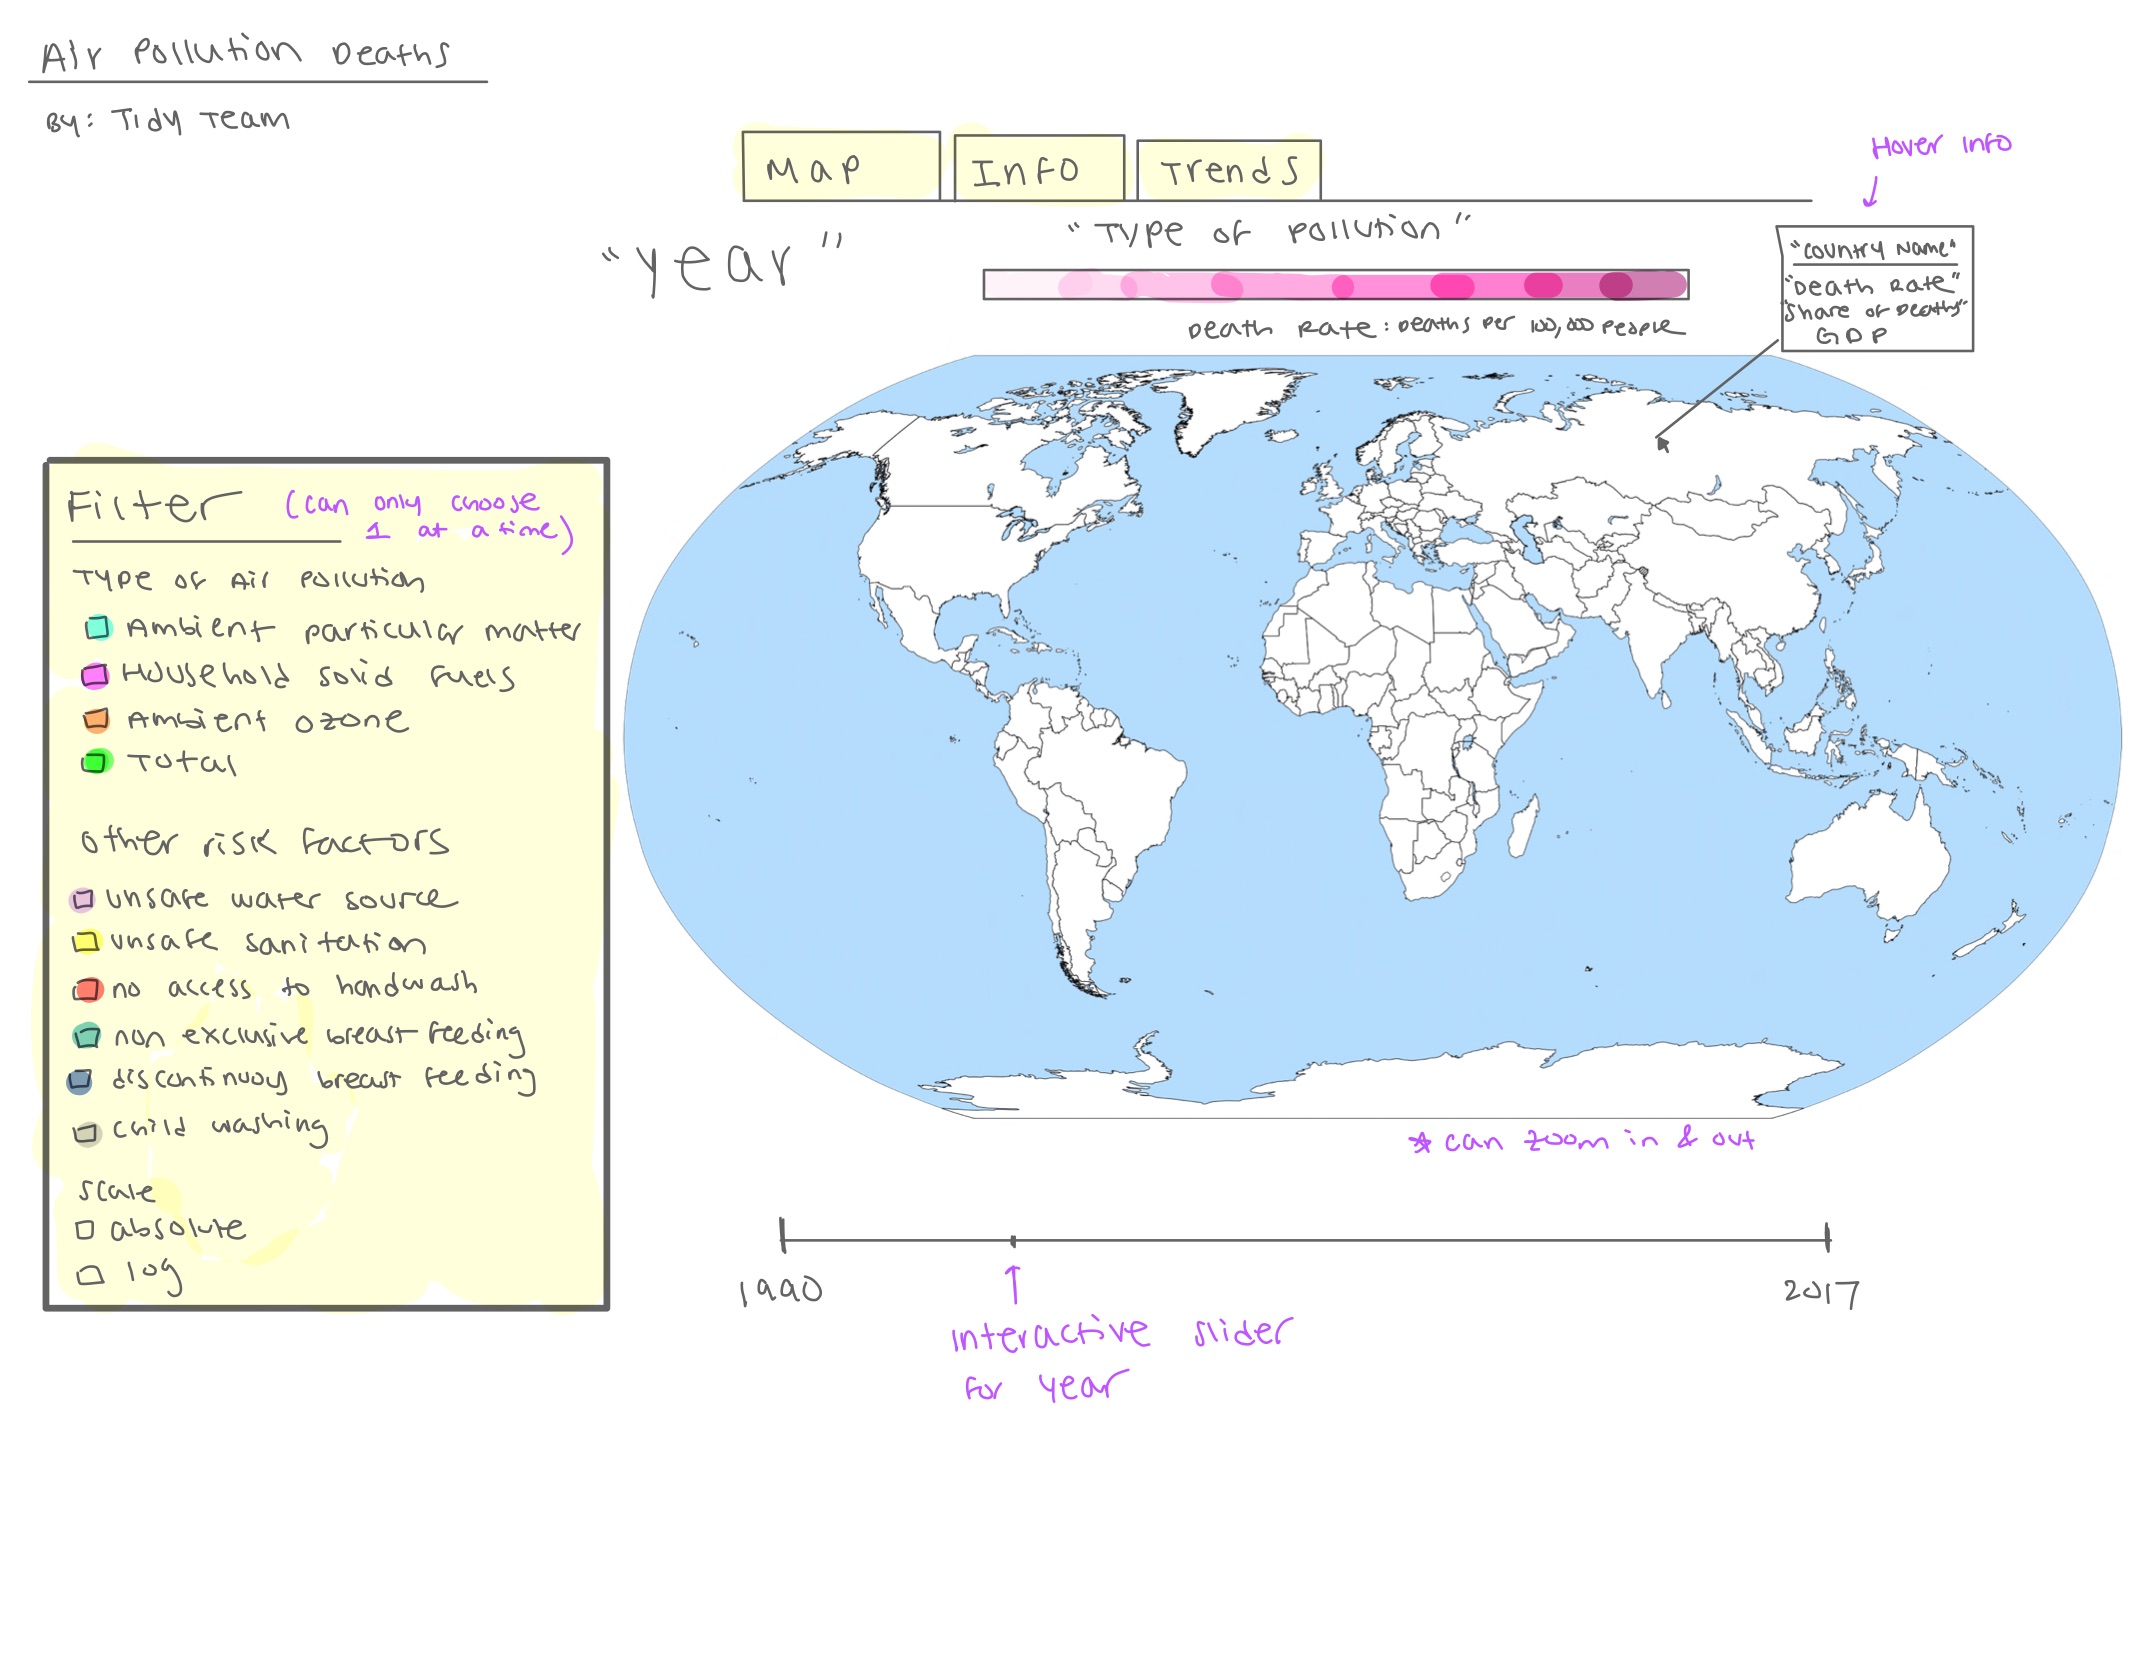 Air Pollution Deaths
By: Tidy Team
Map
Info
Trends
Hover Info
"Year"
"Type of Pollution"
Death Rate: Deaths per 100,000 people
"Country Name"
"Death Rate"
"Share of Deaths"
GDP
Filter (can only choose
1 at a time)
Type of Air Pollution
Ambient particular matter
Household solid fuels
Ambient ozone
Total
Other risk factors
unsafe water source
unsafe sanitation
no access to handwash
non exclusive breast feeding
discontinuou breast feeding
child washing
scale
absolute
log
* can zoom in & out
1990
2017
Interactive slider
for year